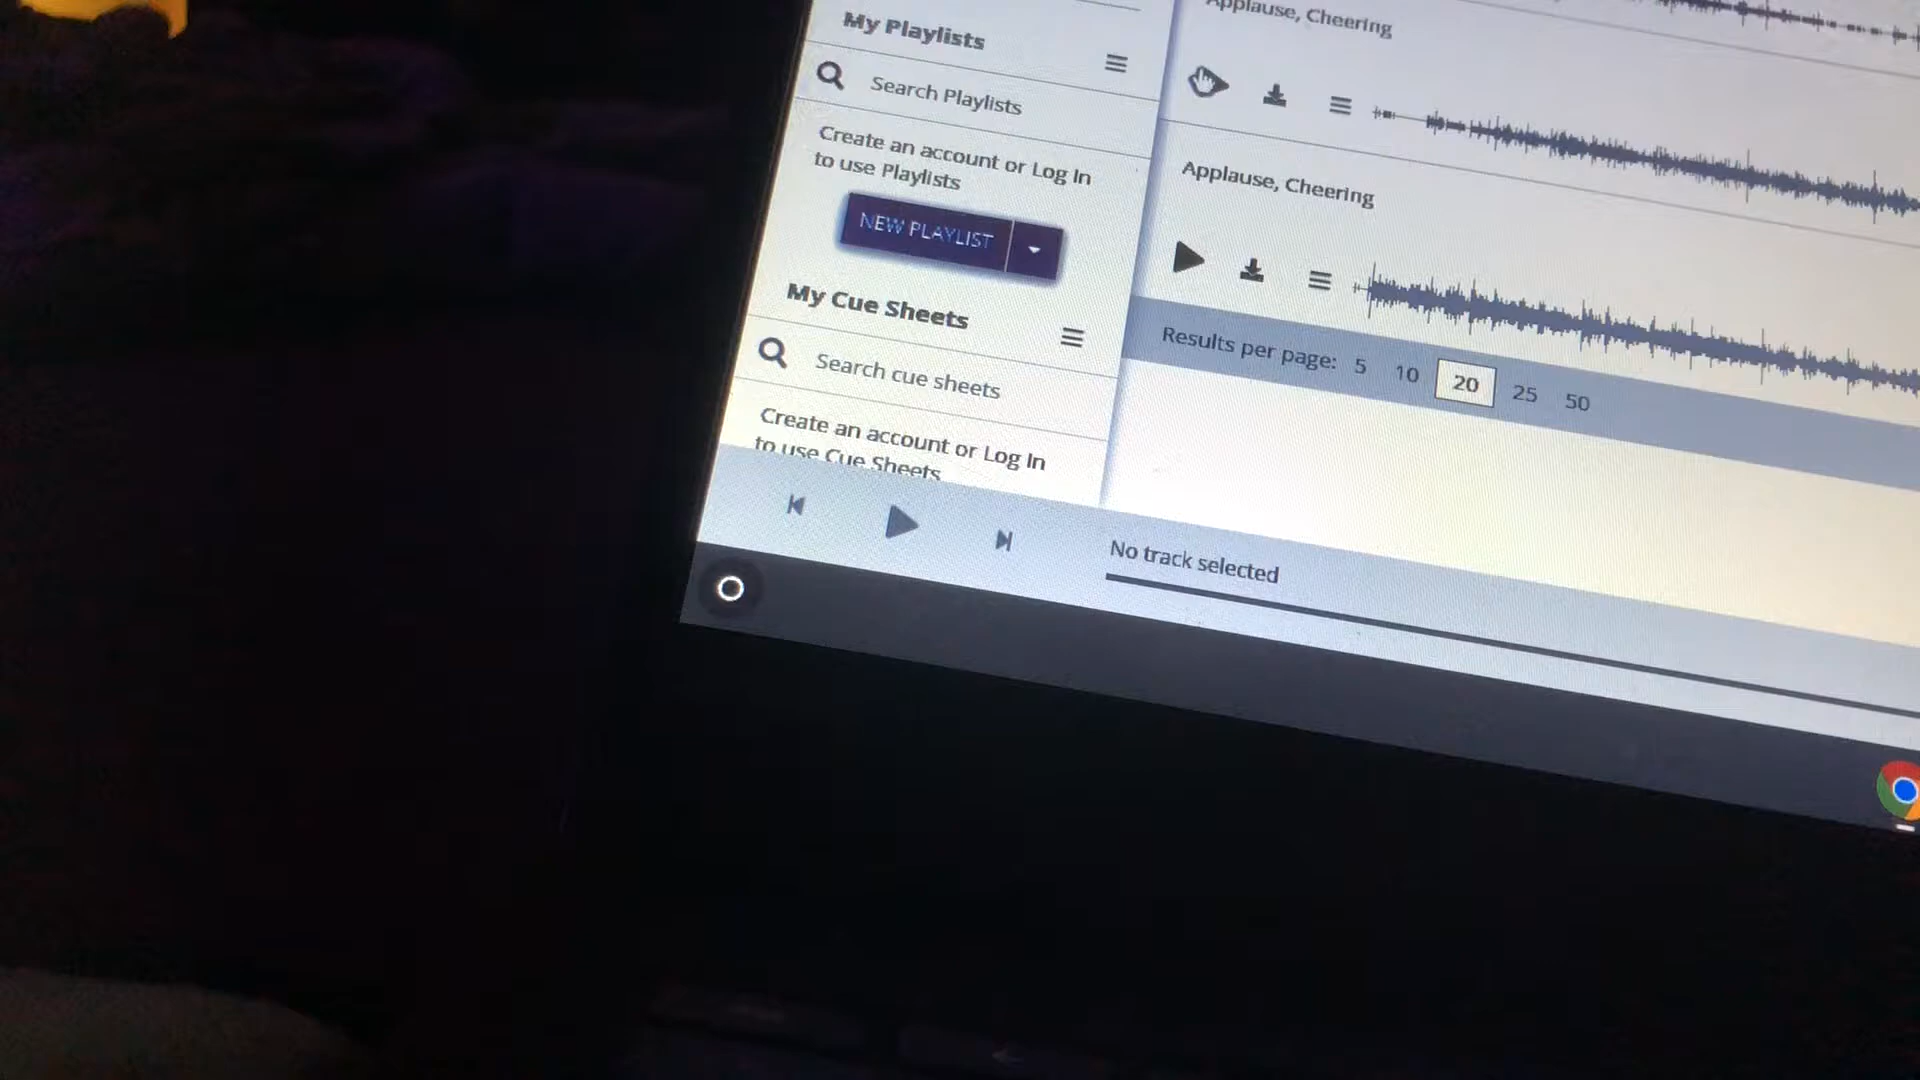 My Playlists
Search Playlists
Create an account or Log In
to use Playlists
NEW PLAYLIST
My Cue Sheets
Search cue sheets
Create an account or Log In
to use Cue Sheets
Applause, Cheering
Applause, Cheering
Results per page: 5 10 20 25 50
No track selected